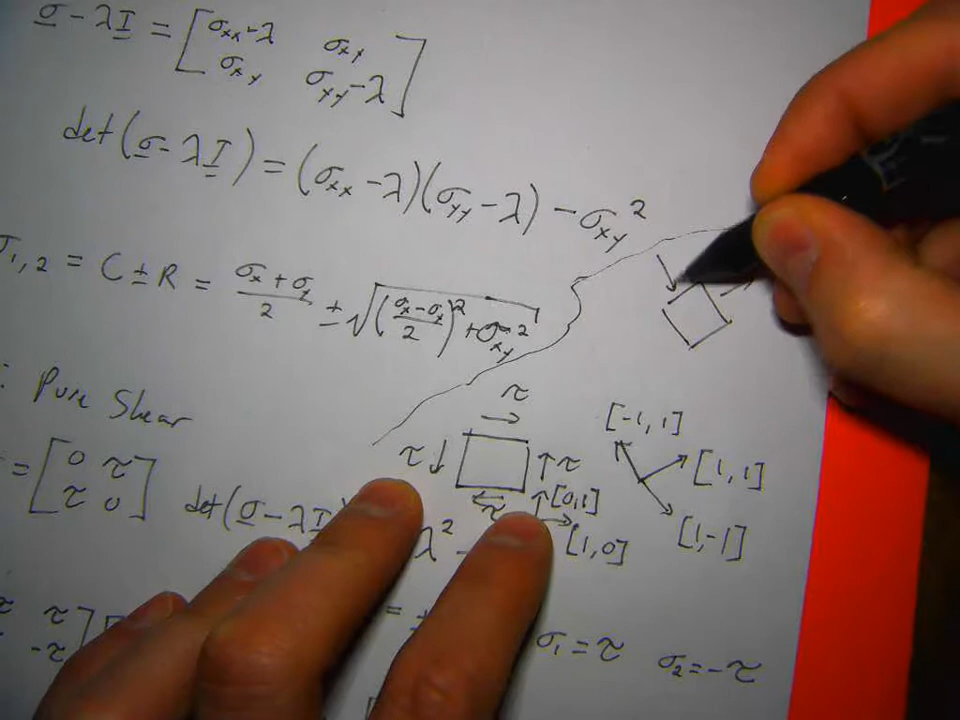 σ - λI = [σxx-λ σxy
σxy σyy-λ]
det(σ - λI) = (σxx - λ)(σyy - λ) - σxy²
σ1,2 = C ± R = σx + σy / 2 ± √((σx - σy / 2)² + σxy²)
: Pure Shear
= [0 τ
τ 0]
det(σ - λI)
λ² -
τ
τ
τ
τ
[0,1]
[1,0]
[-1,1]
[1,1]
[1,-1]
τ τ
-τ]
= ±
σ1 = τ σ2 = -τ